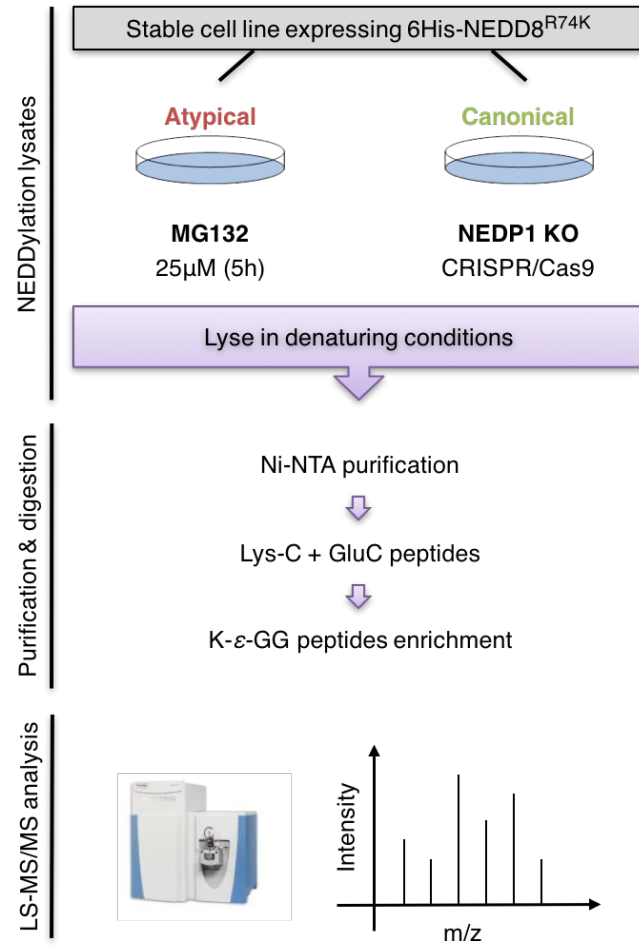 Stable cell line expressing 6His-NEDD8R74K
Atypical
Canonical
MG132
25µM (5h)
NEDP1 KO
CRISPR/Cas9
Lyse in denaturing conditions
NEDDylation lysates
Ni-NTA purification
Lys-C + GluC peptides
K-ε-GG peptides enrichment
Purification & digestion
LS-MS/MS analysis
Intensity
m/z